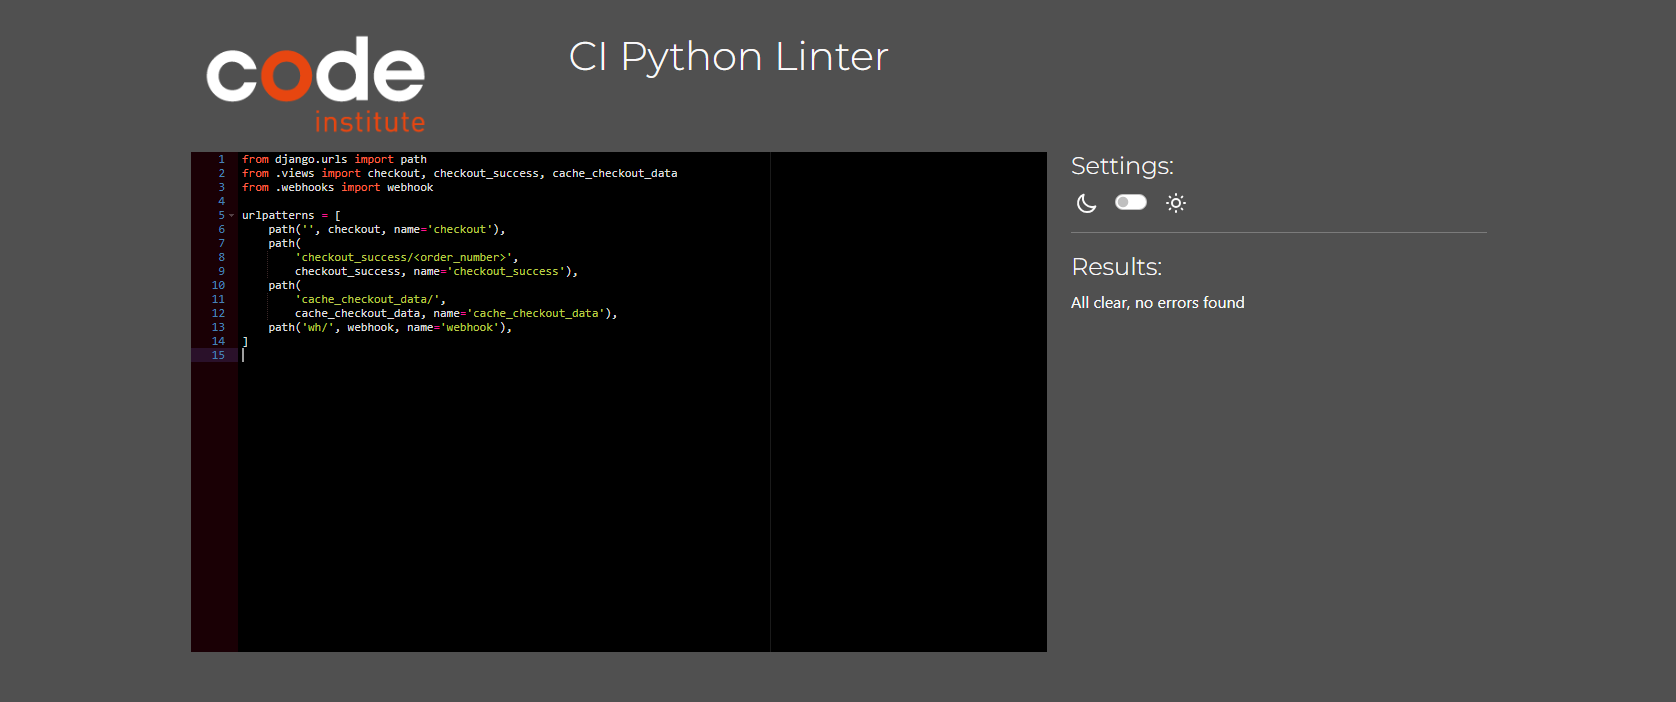 code
institute
CI Python Linter
1 from django.urls import path
2 from .views import checkout, checkout_success, cache_checkout_data
3 from .webhooks import webhook
4
5 urlpatterns = [
6     path('', checkout, name='checkout'),
7     path(
8         'checkout_success/<order_number>',
9         checkout_success, name='checkout_success'),
10     path(
11         'cache_checkout_data/',
12         cache_checkout_data, name='cache_checkout_data'),
13     path('wh/', webhook, name='webhook'),
14 ]
15
Settings:
Results:
All clear, no errors found